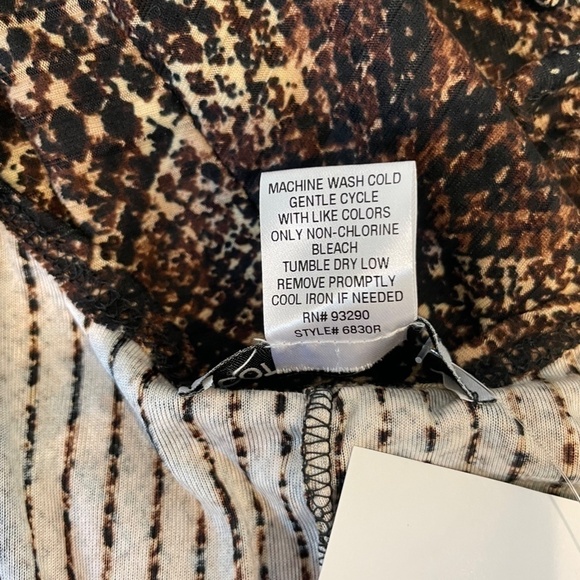 MACHINE WASH COLD
GENTLE CYCLE
WITH LIKE COLORS
ONLY NON-CHLORINE
BLEACH
TUMBLE DRY LOW
REMOVE PROMPTLY
COOL IRON IF NEEDED
RN# 93290
STYLE# 6830R